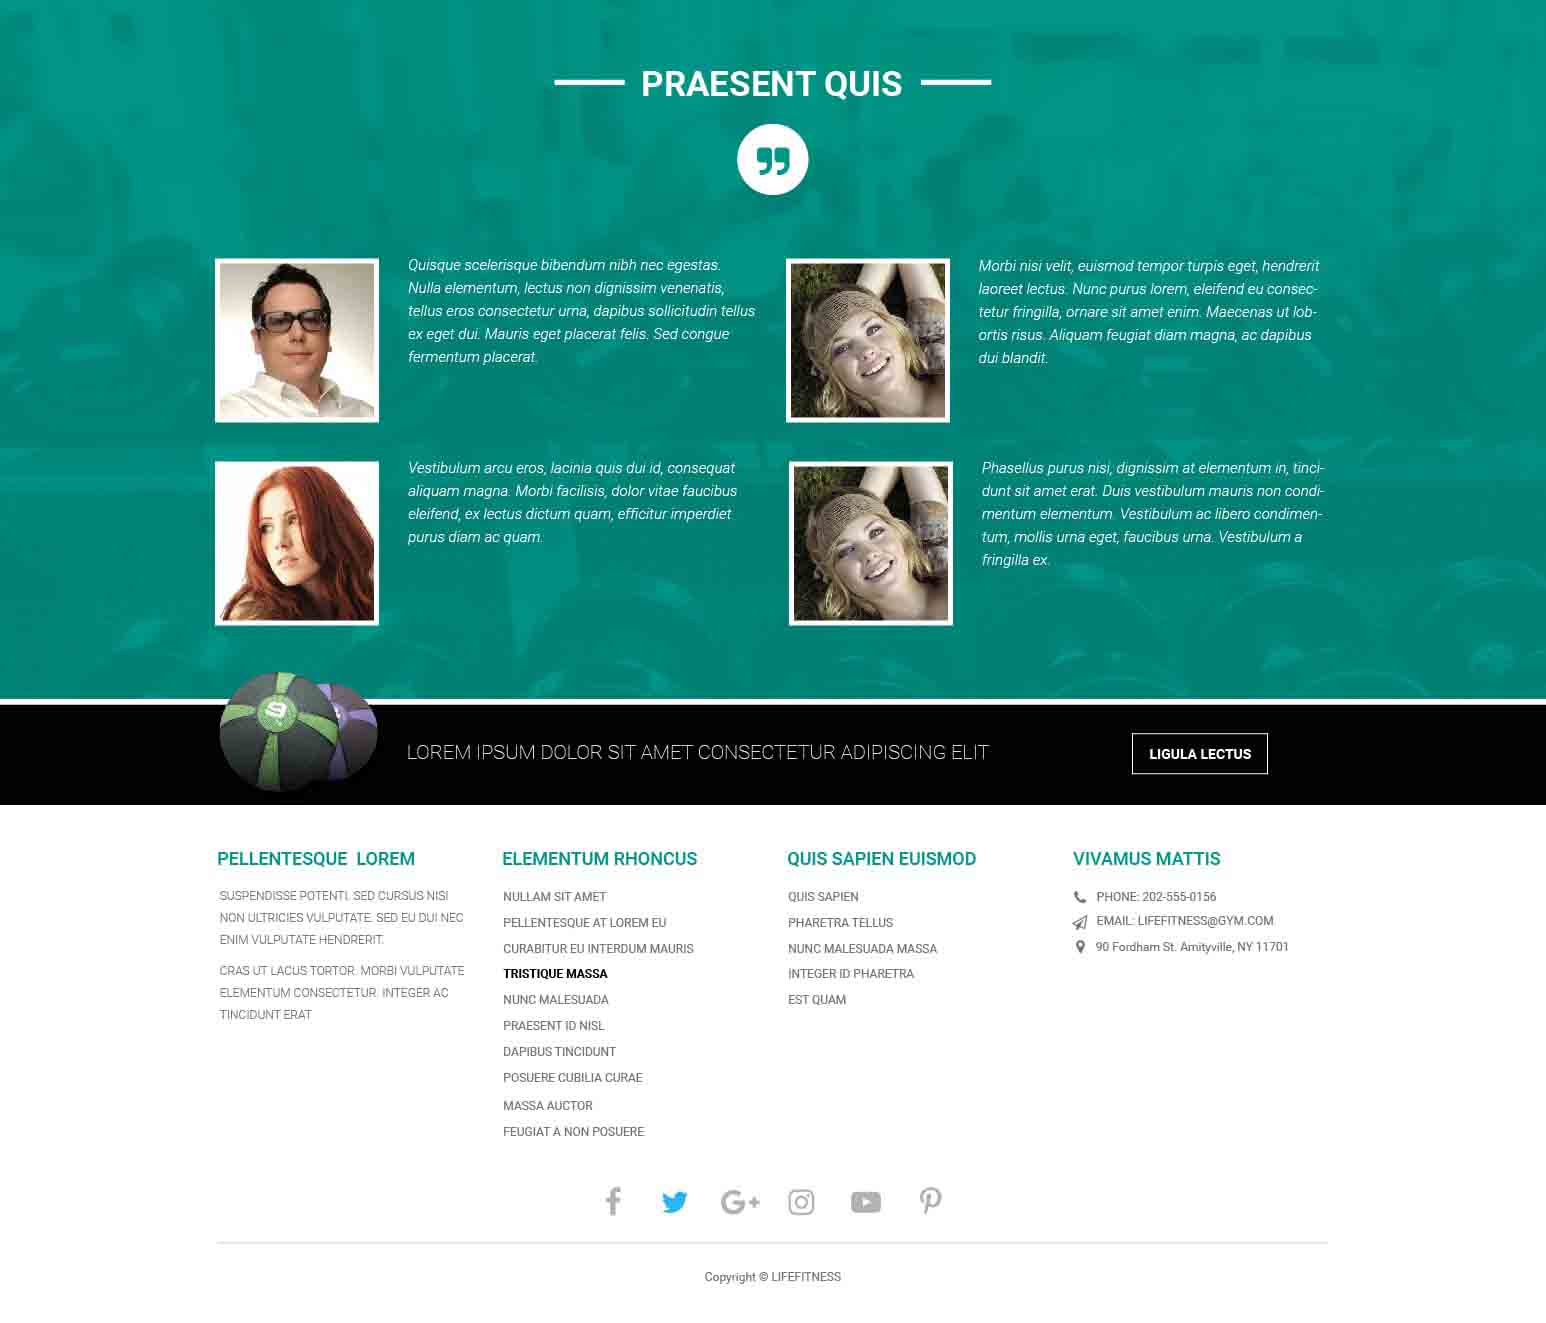 PRAESENT QUIS
Quisque scelerisque bibendum nibh nec egestas.
Nulla elementum, lectus non dignissim venenatis,
tellus eros consectetur urna, dapibus sollicitudin tellus
ex eget dui. Mauris eget placerat felis. Sed congue
fermentum placerat.
Morbi nisi velit, euismod tempor turpis eget, hendrerit
laoreet lectus. Nunc purus lorem, eleifend eu consec-
tetur fringilla, ornare sit amet enim. Maecenas ut lob-
ortis risus. Aliquam feugiat diam magna, ac dapibus
dui blandit.
Vestibulum arcu eros, lacinia quis dui id, consequat
aliquam magna. Morbi facilisis, dolor vitae faucibus
eleifend, ex lectus dictum quam, efficitur imperdiet
purus diam ac quam.
Phasellus purus nisi, dignissim at elementum in, tinci-
dunt sit amet erat. Duis vestibulum mauris non condi-
mentum elementum. Vestibulum ac libero condimen-
tum, mollis urna eget, faucibus urna. Vestibulum a
fringilla ex.
9
LOREM IPSUM DOLOR SIT AMET CONSECTETUR ADIPISCING ELIT
LIGULA LECTUS
PELLENTESQUE LOREM
SUSPENDISSE POTENTI. SED CURSUS NISI
NON ULTRICIES VULPUTATE. SED EU DUI NEC
ENIM VULPUTATE HENDRERIT.
CRAS UT LACUS TORTOR. MORBI VULPUTATE
ELEMENTUM CONSECTETUR. INTEGER AC
TINCIDUNT ERAT
ELEMENTUM RHONCUS
NULLAM SIT AMET
PELLENTESQUE AT LOREM EU
CURABITUR EU INTERDUM MAURIS
TRISTIQUE MASSA
NUNC MALESUADA
PRAESENT ID NISL
DAPIBUS TINCIDUNT
POSUERE CUBILIA CURAE
MASSA AUCTOR
FEUGIAT A NON POSUERE
QUIS SAPIEN EUISMOD
QUIS SAPIEN
PHARETRA TELLUS
NUNC MALESUADA MASSA
INTEGER ID PHARETRA
EST QUAM
VIVAMUS MATTIS
PHONE: 202-555-0156
EMAIL: LIFEFITNESS@GYM.COM
90 Fordham St. Amityville, NY 11701
Copyright © LIFEFITNESS